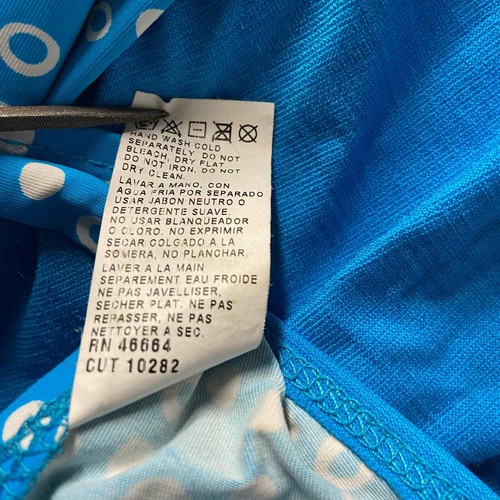 HAND WASH COLD
SEPARATELY. DO NOT
BLEACH, DRY FLAT
DO NOT IRON, DO NOT
DRY CLEAN.
LAVAR A MANO, CON
AGUA FRIA POR SEPARADO
USAR JABON NEUTRO O
DETERGENTE SUAVE.
NO USAR BLANQUEADOR
O CLORO. NO EXPRIMIR
SECAR COLGADO A LA
SOMBRA, NO PLANCHAR.
LAVER A LA MAIN
SEPAREMENT EAU FROIDE
NE PAS JAVELLISER,
SECHER PLAT. NE PAS
REPASSER, NE PAS
NETTOYER A SEC.
RN 46664
CUT 10282